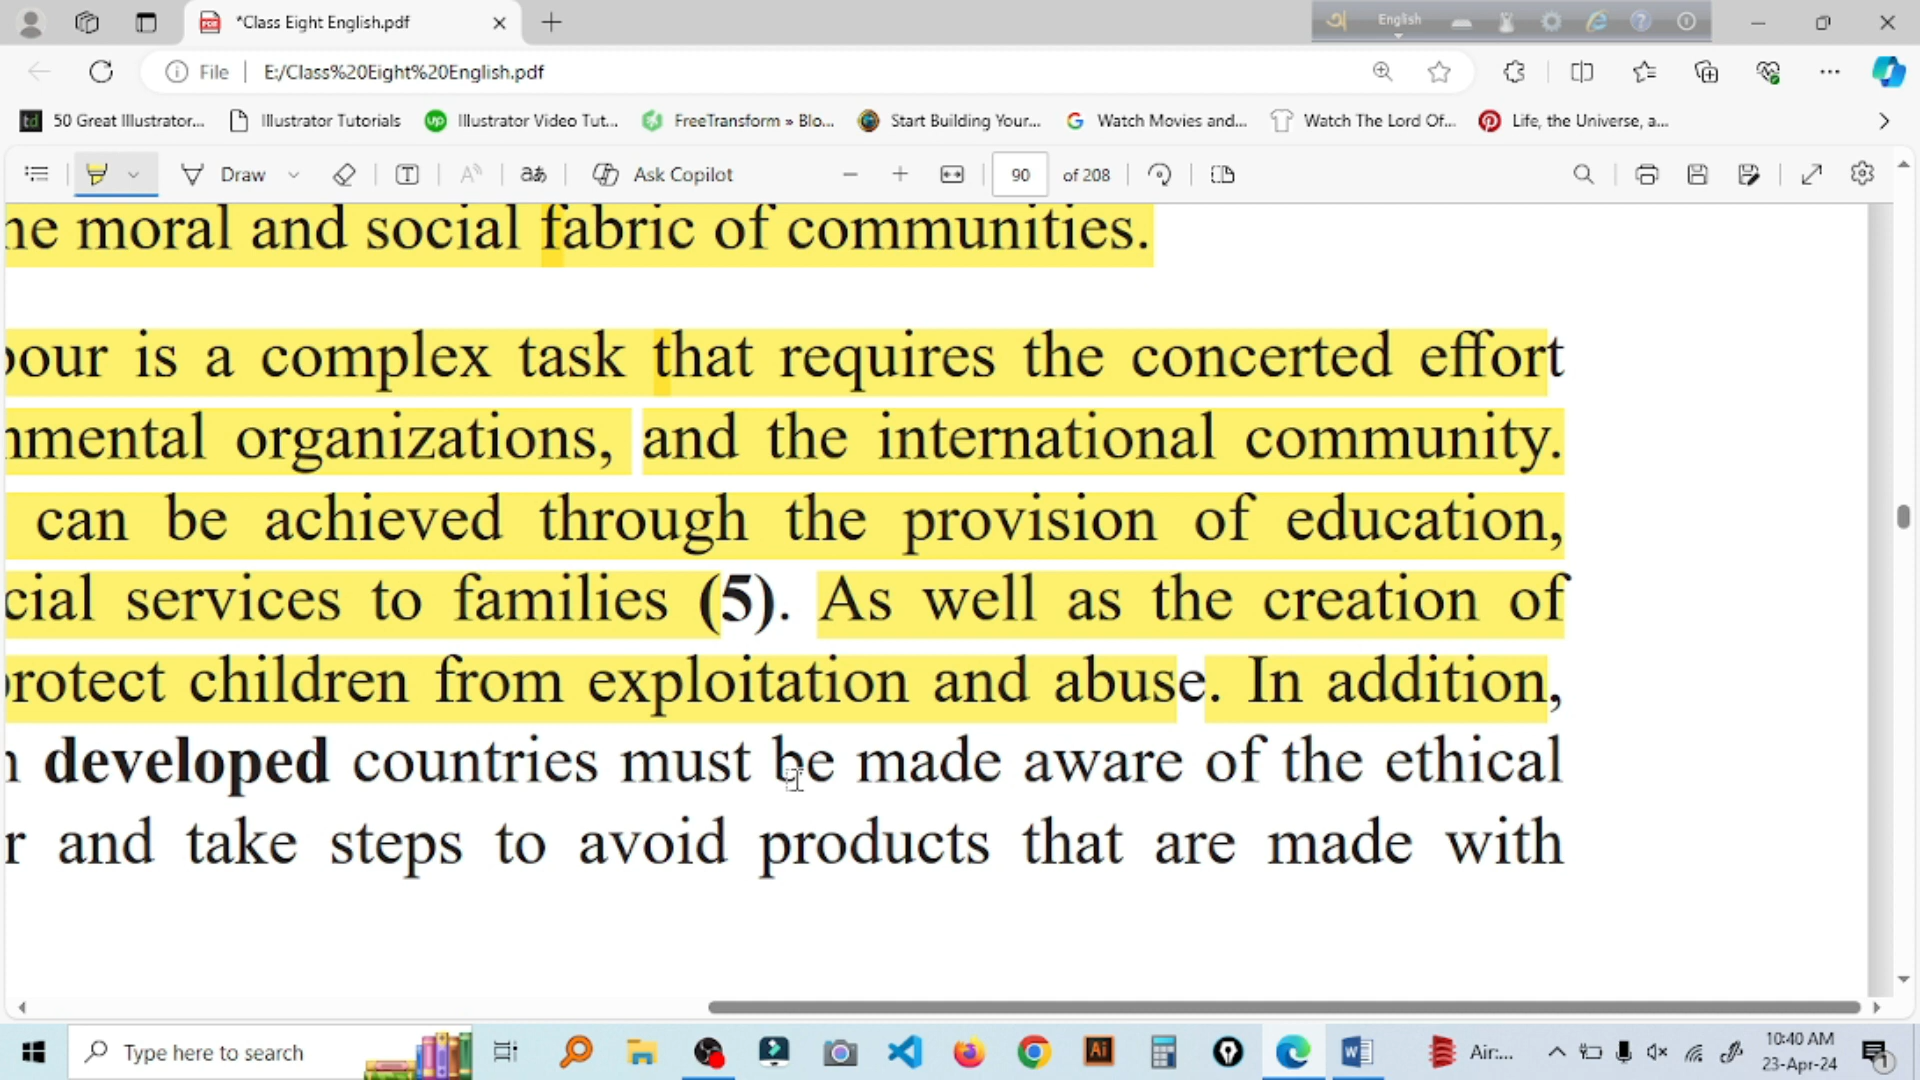 *Class Eight English.pdf
English
File
E:/Class%20Eight%20English.pdf
50 Great Illustrator...
Illustrator Tutorials
Illustrator Video Tut...
FreeTransform » Blo...
Start Building Your...
Watch Movies and...
Watch The Lord Of...
Life, the Universe, a...
Draw
Ask Copilot
90 of 208
he moral and social fabric of communities.
bour is a complex task that requires the concerted effort
nmental organizations, and the international community.
can be achieved through the provision of education,
cial services to families (5). As well as the creation of
protect children from exploitation and abuse. In addition,
n developed countries must be made aware of the ethical
r and take steps to avoid products that are made with
Type here to search
Air:...
10:40 AM
23-Apr-24
1